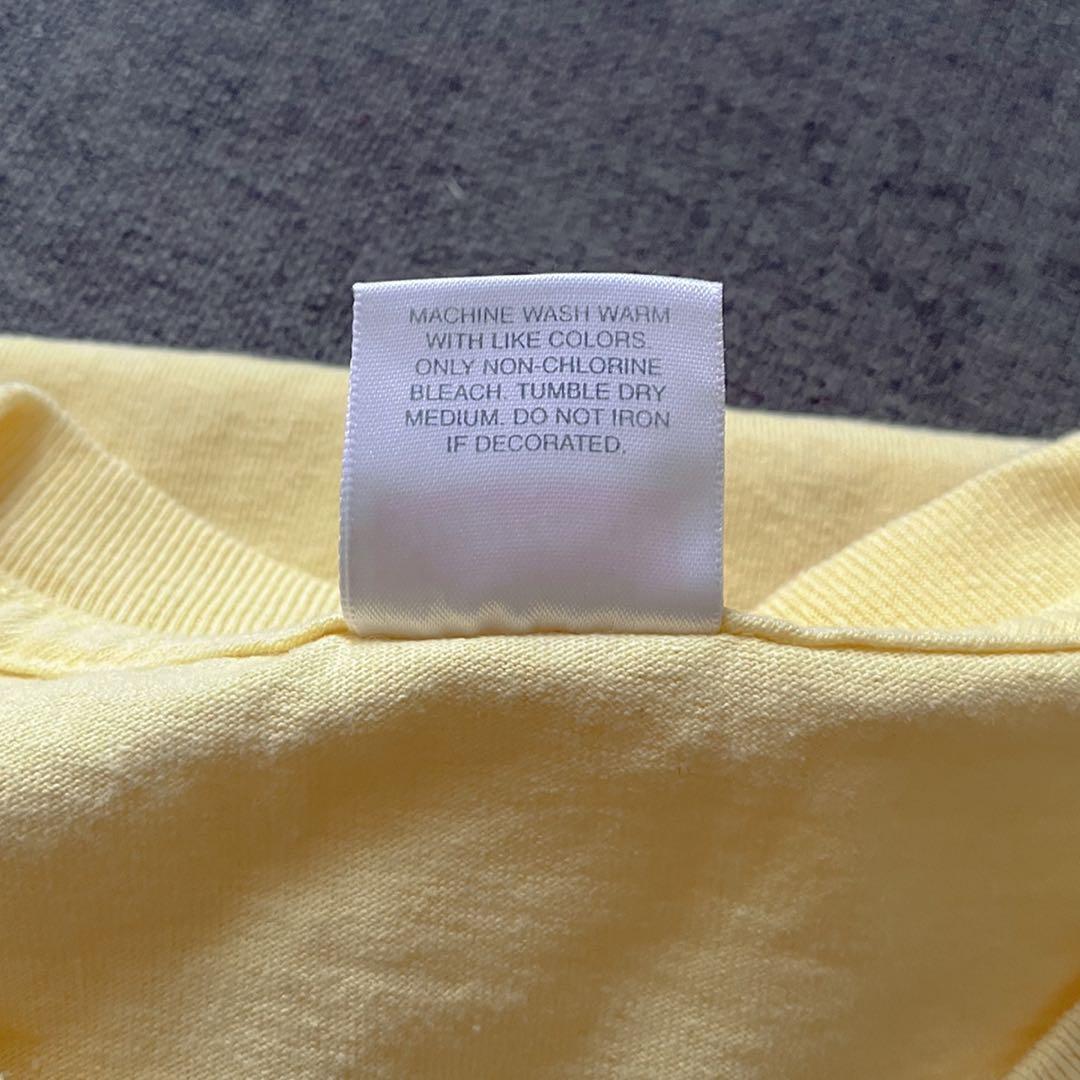 MACHINE WASH WARM
WITH LIKE COLORS.
ONLY NON-CHLORINE
BLEACH. TUMBLE DRY
MEDIUM. DO NOT IRON
IF DECORATED.